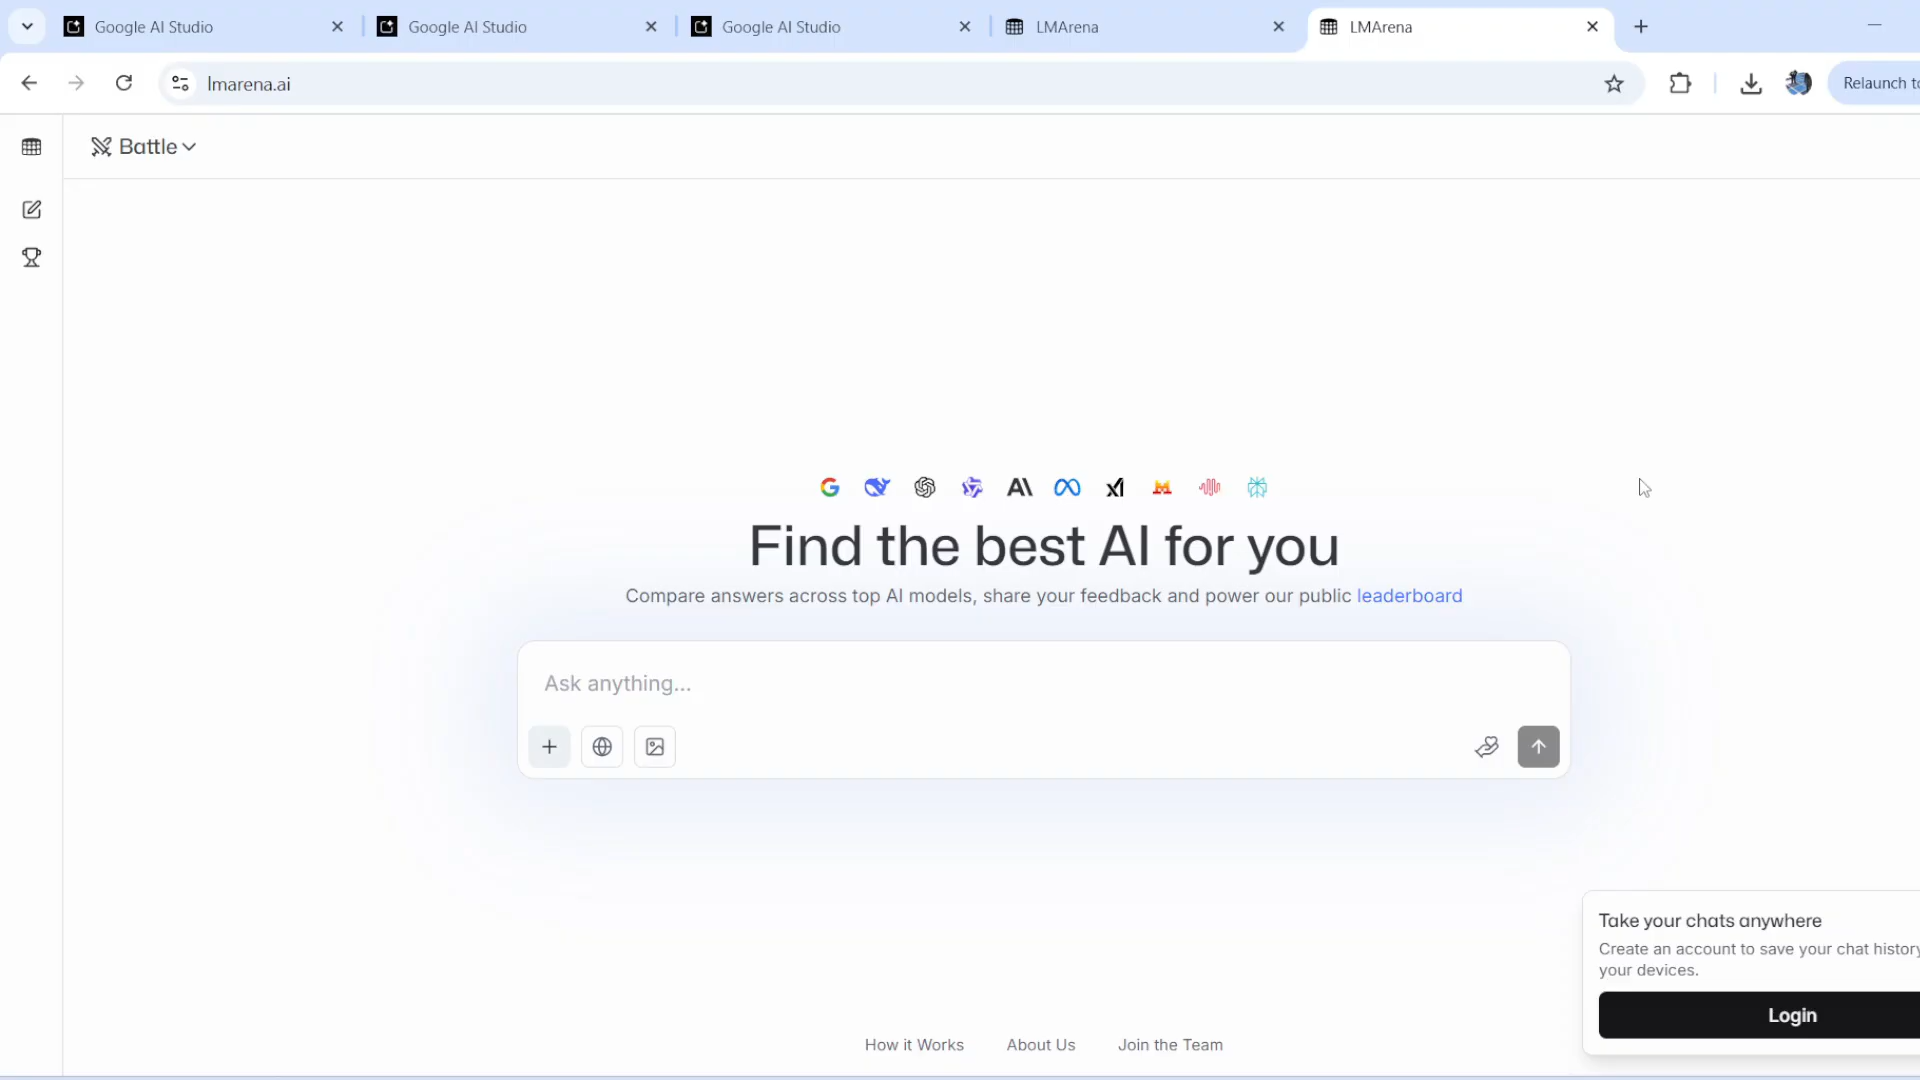 Google AI Studio
Google AI Studio
Google AI Studio
LMArena
LMArena
lmarena.ai
Relaunch to
Battle
Find the best AI for you
Compare answers across top AI models, share your feedback and power our public leaderboard
Ask anything...
Take your chats anywhere
Create an account to save your chat history
your devices.
Login
How it Works
About Us
Join the Team